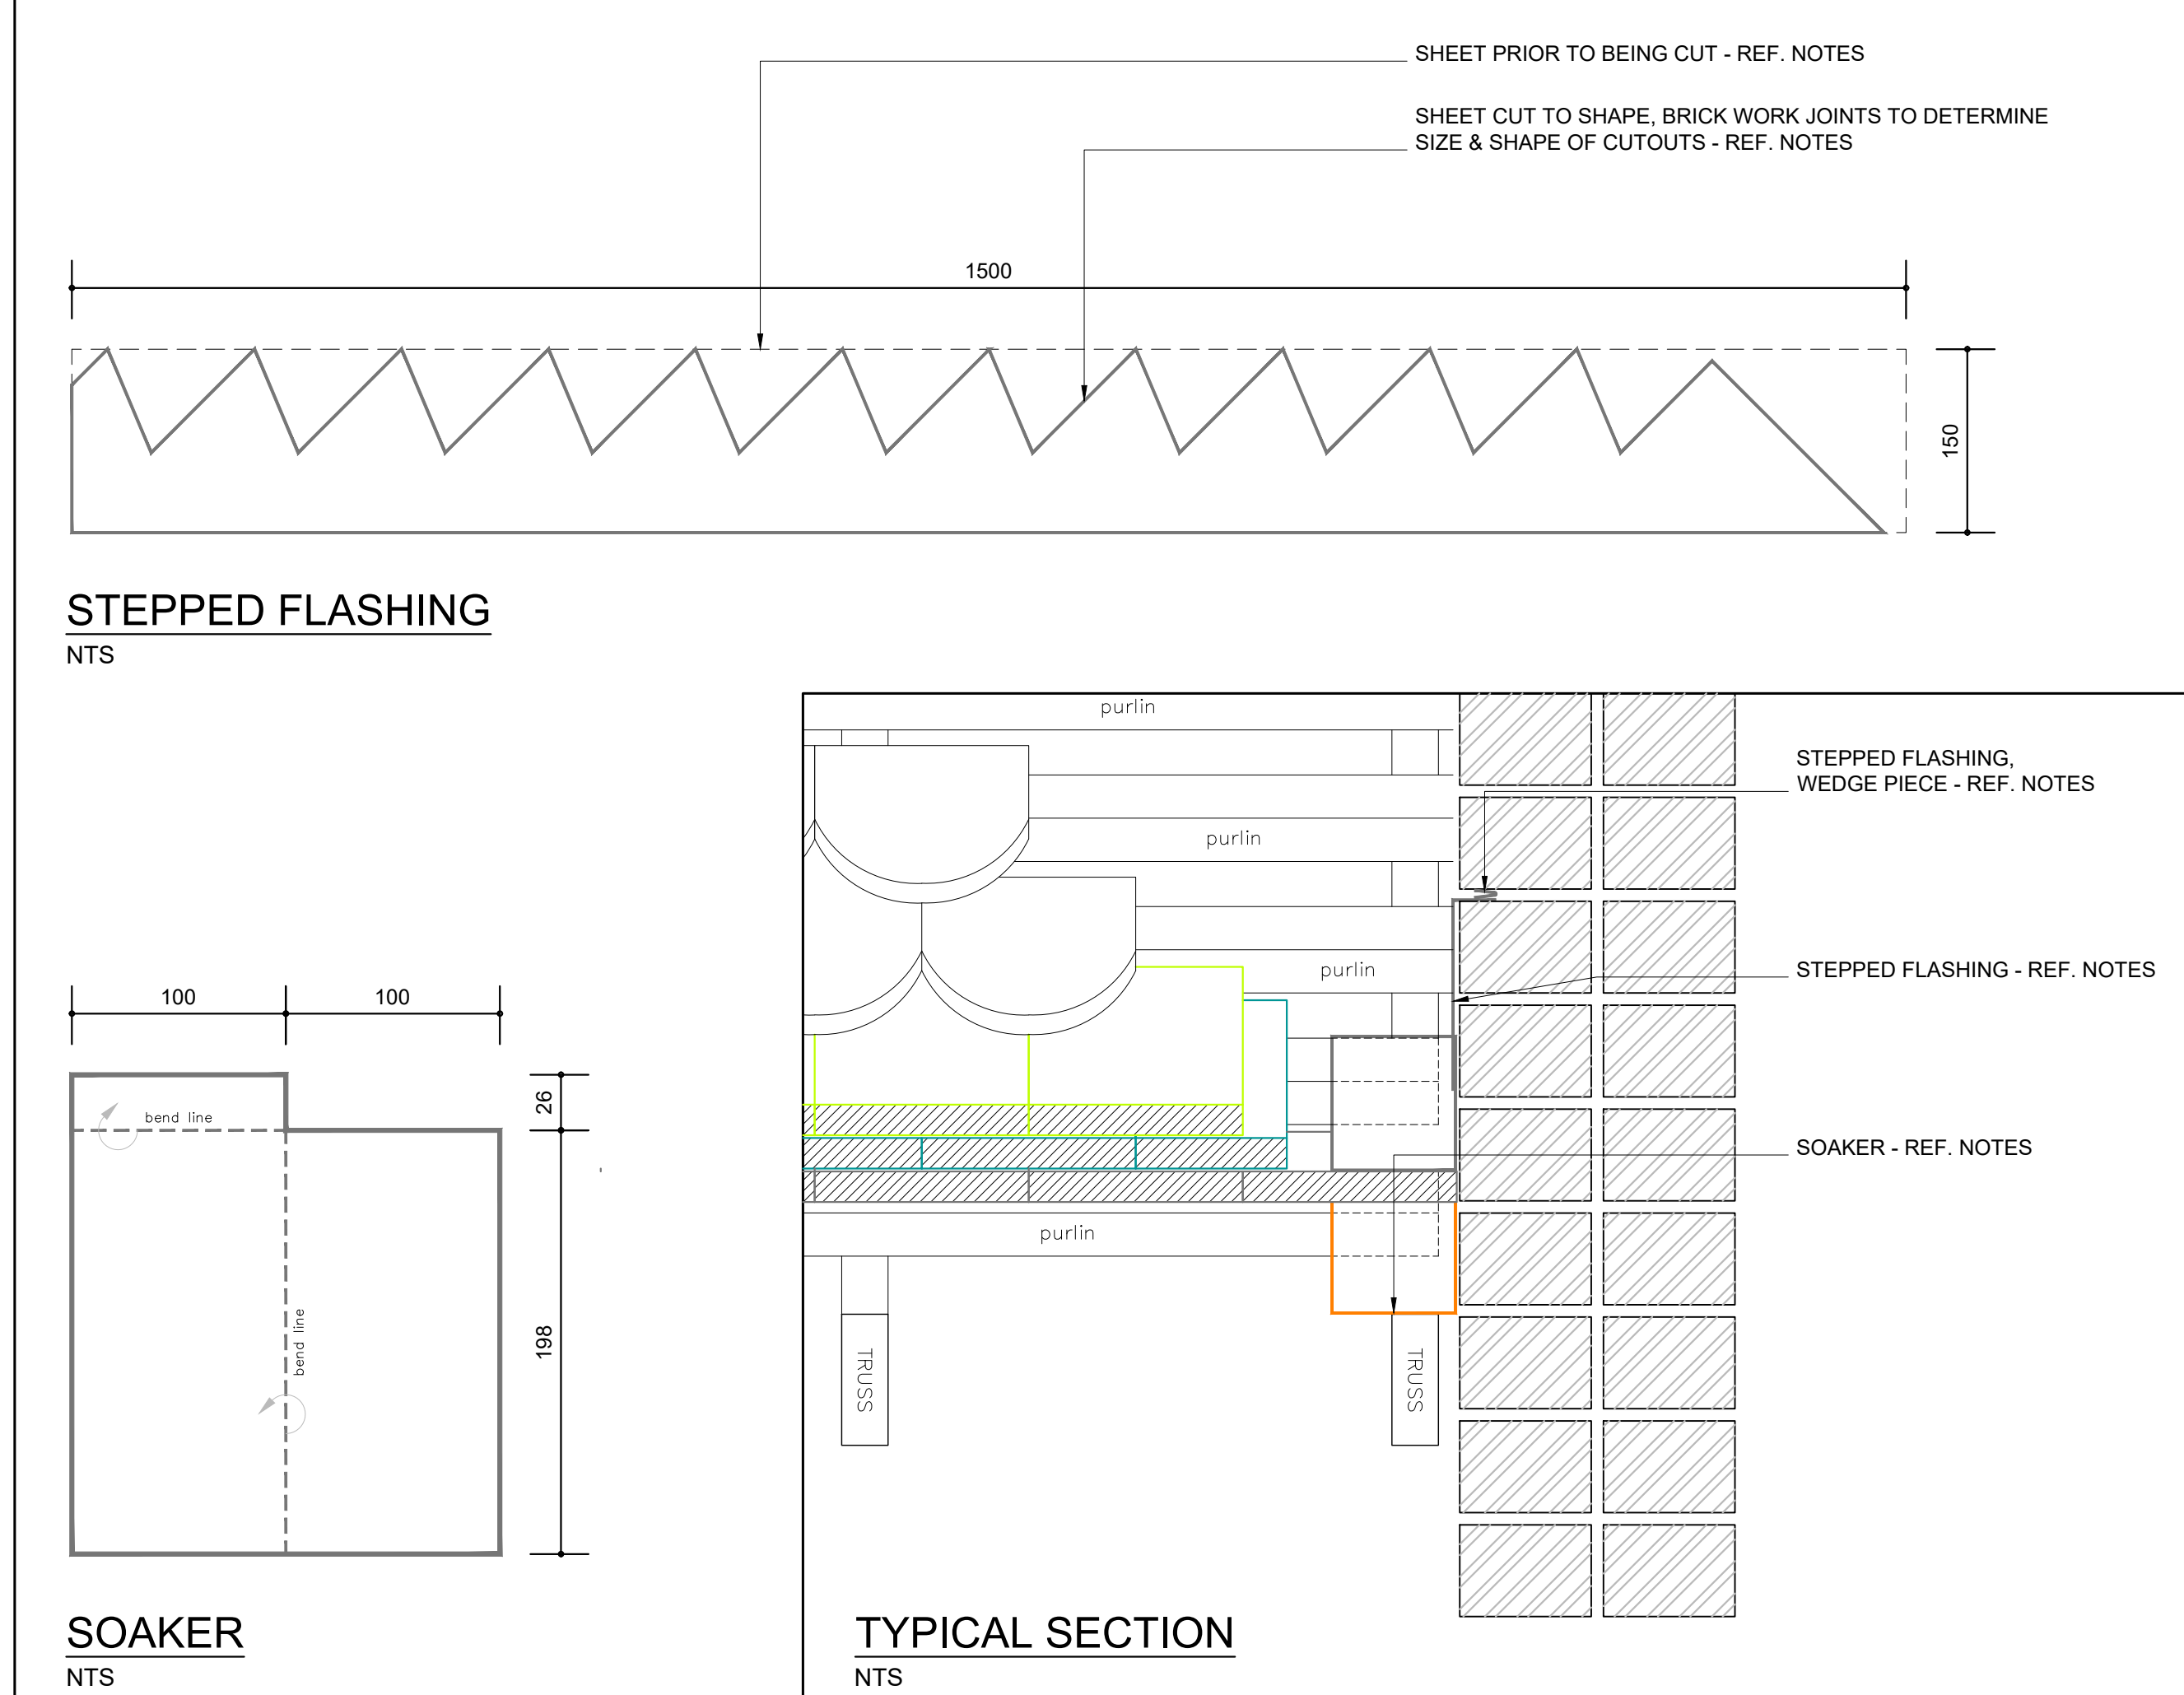 SHEET PRIOR TO BEING CUT - REF. NOTES
SHEET CUT TO SHAPE, BRICK WORK JOINTS TO DETERMINE
SIZE & SHAPE OF CUTOUTS - REF. NOTES
1500
150
STEPPED FLASHING
NTS
purlin
STEPPED FLASHING,
WEDGE PIECE - REF. NOTES
purlin
purlin
STEPPED FLASHING - REF. NOTES
100
100
26
bend line
SOAKER - REF. NOTES
purlin
bend line
198
TRUSS
TRUSS
SOAKER
NTS
TYPICAL SECTION
NTS